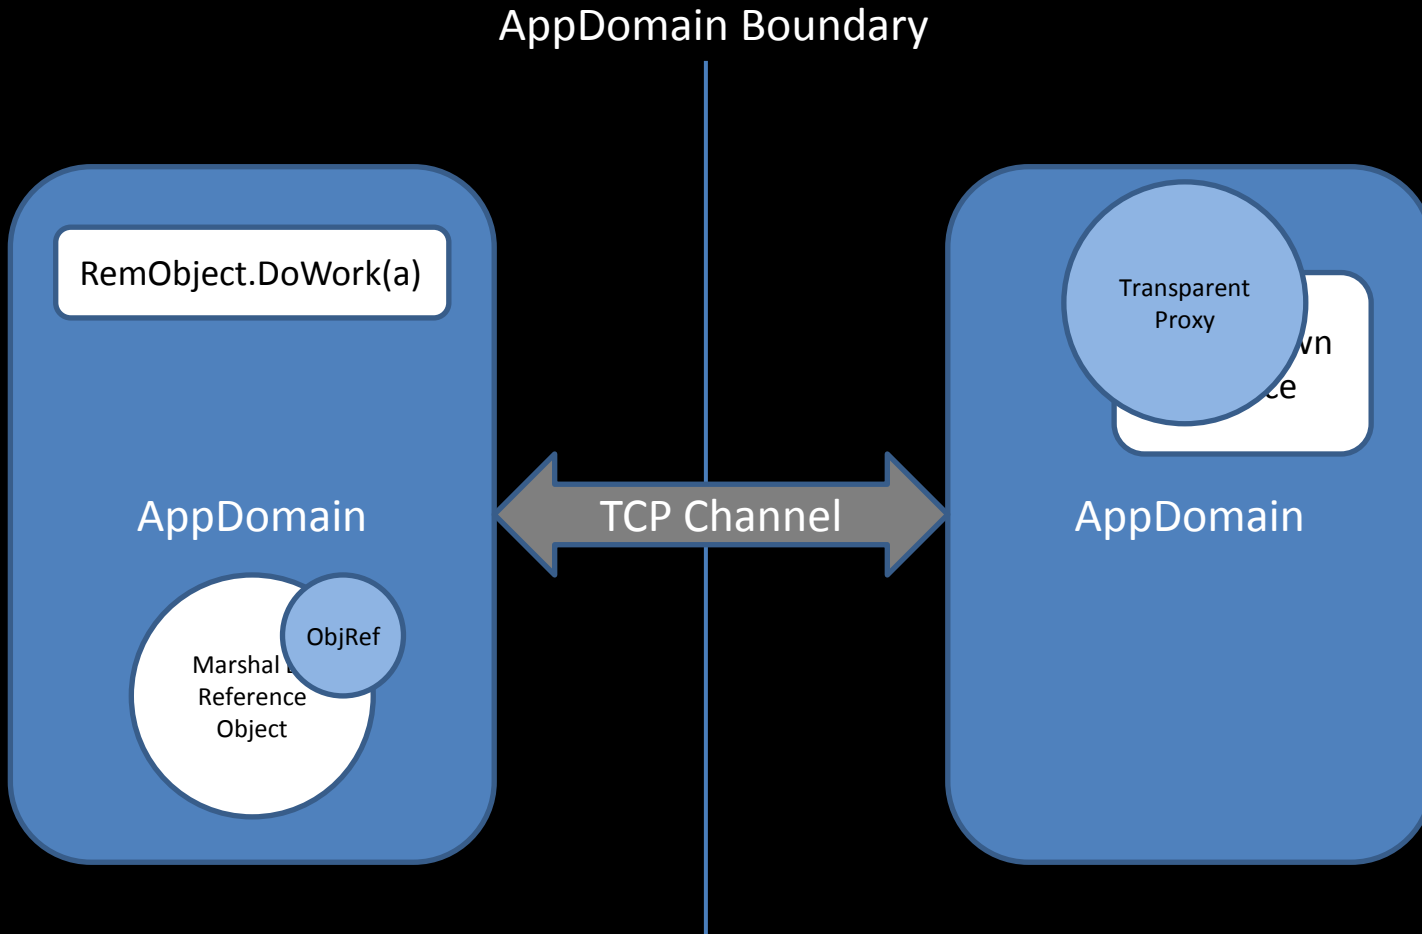 AppDomain Boundary
RemObject.DoWork(a)
Transparent
Proxy
AppDomain
TCP Channel
AppDomain
ObjRef
Marshal
Reference
Object